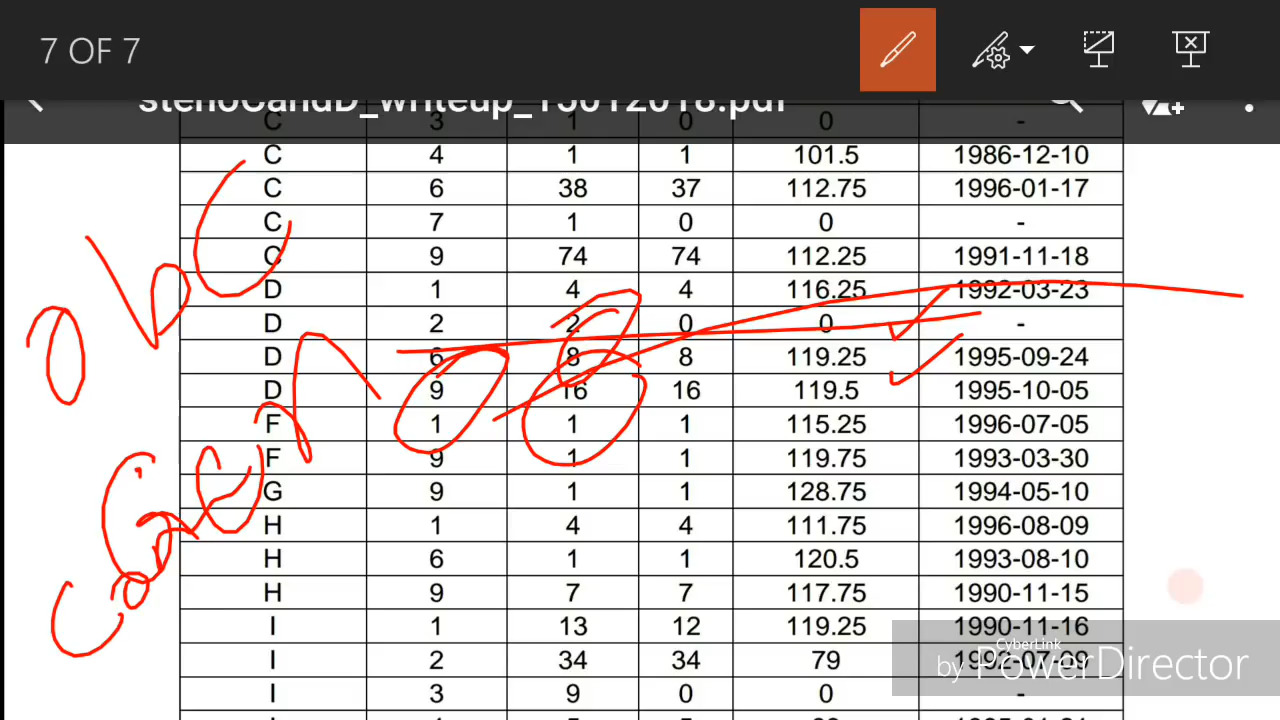 7 OF 7
stenoCandD_writeup_15012018.pdf
C 3 1 0 0 -
C 4 1 1 101.5 1986-12-10
C 6 38 37 112.75 1996-01-17
C 7 1 0 0 -
C 9 74 74 112.25 1991-11-18
D 1 4 4 116.25 1992-03-23
D 2 2 0 0 -
D 6 8 8 119.25 1995-09-24
D 9 16 16 119.5 1995-10-05
F 1 1 1 115.25 1996-07-05
F 9 1 1 119.75 1993-03-30
G 9 1 1 128.75 1994-05-10
H 1 4 4 111.75 1996-08-09
H 6 1 1 120.5 1993-08-10
H 9 7 7 117.75 1990-11-15
I 1 13 12 119.25 1990-11-16
I 2 34 34 79 1992-07-09
I 3 9 0 0 -
obc
CyberLink
by PowerDirector